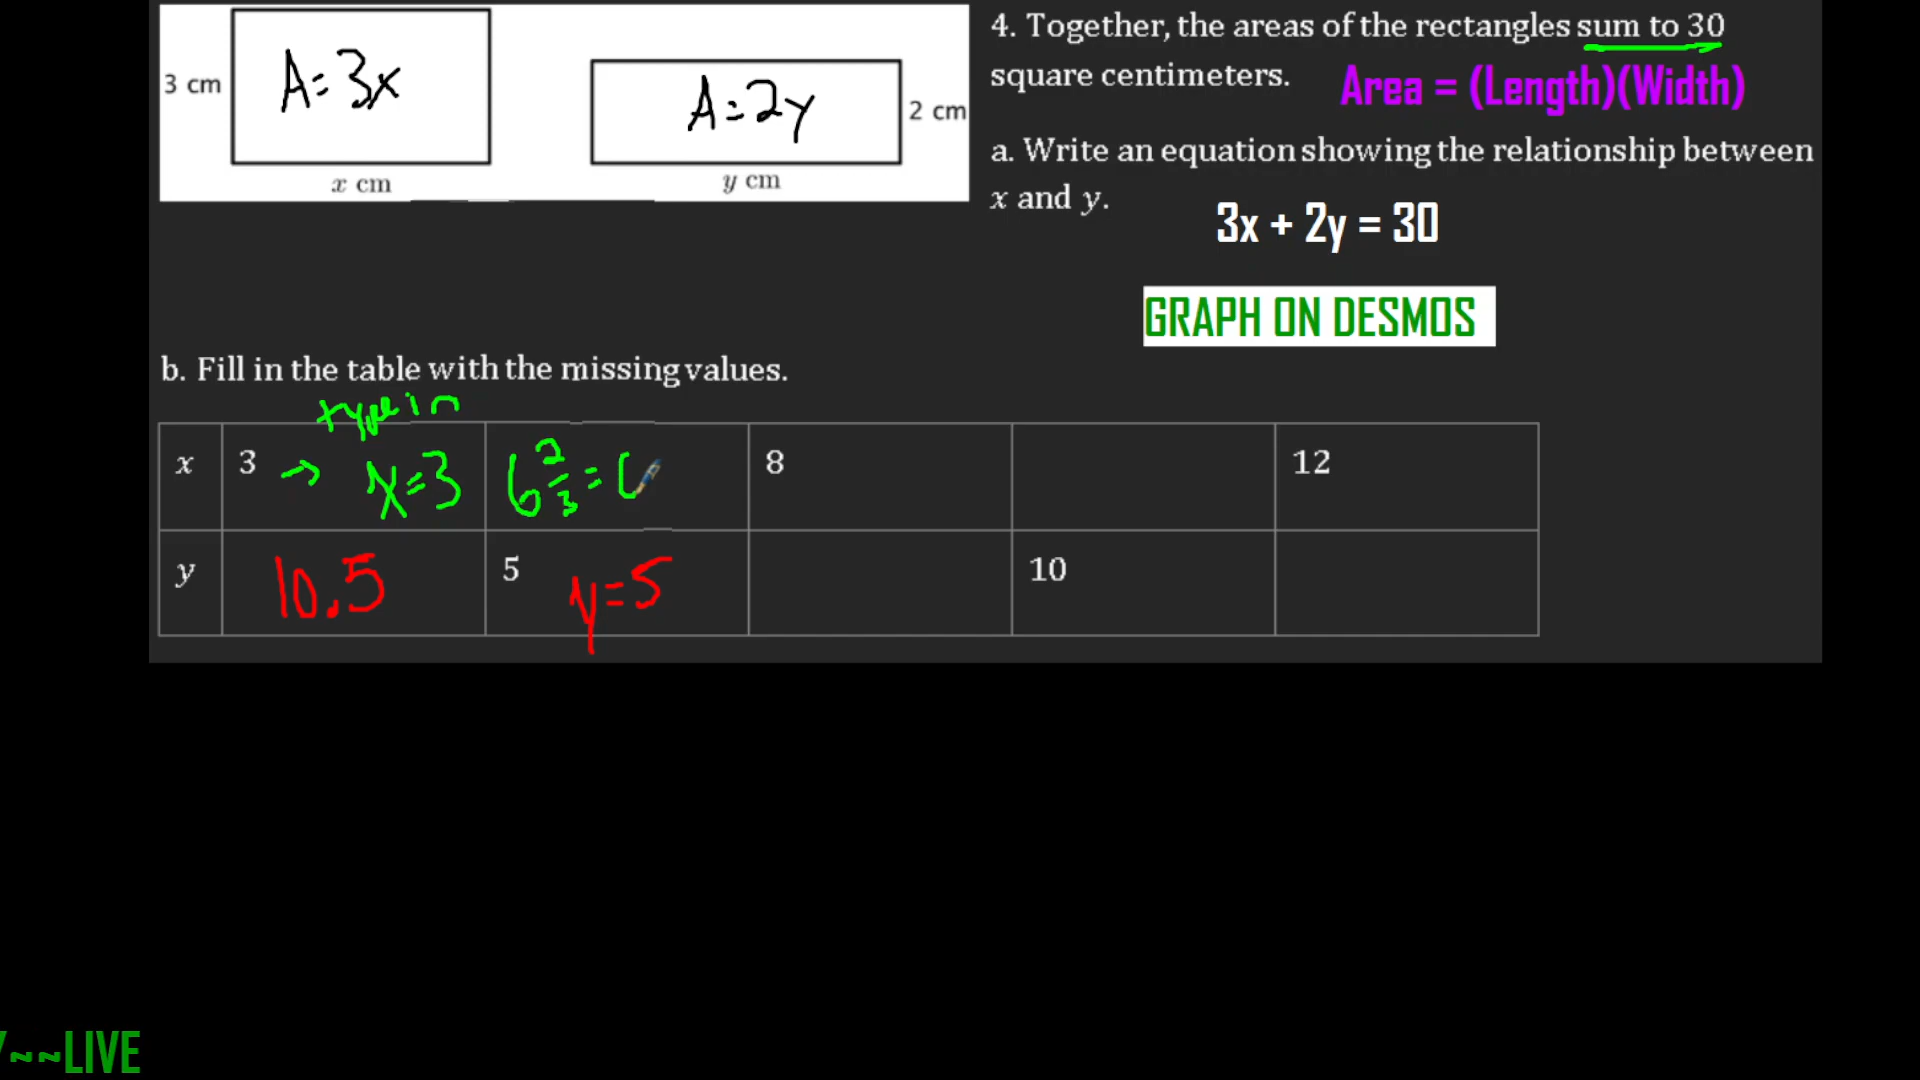 3 cm
A=3x
x cm
A=2y
2 cm
y cm
4. Together, the areas of the rectangles sum to 30
square centimeters.
Area = (Length)(Width)
a. Write an equation showing the relationship between
x and y.
3x + 2y = 30
GRAPH ON DESMOS
b. Fill in the table with the missing values.
type in
x 3 → x=3 6 2/3 = 8 12
y 10.5 5 y=5 10
~~LIVE